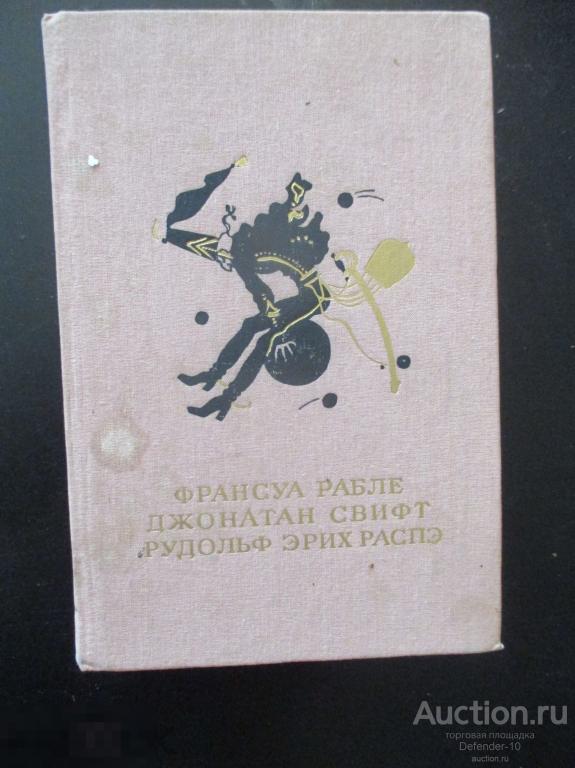 ФРАНСУА РАБЛЕ
ДЖОНАТАН СВИФТ
РУДОЛЬФ ЭРИХ РАСПЭ
Auction.ru
торговая площадка
Defender-10
auction.ru